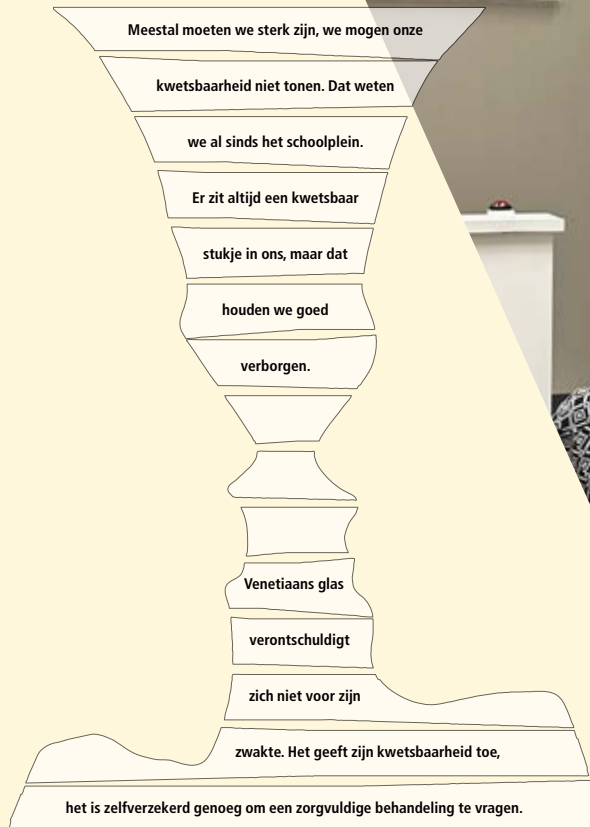 Meestal moeten we sterk zijn, we mogen onze
kwetsbaarheid niet tonen. Dat weten
we al sinds het schoolplein.
Er zit altijd een kwetsbaar
stukje in ons, maar dat
houden we goed
verborgen.
Venetiaans glas
verontschuldigt
zich niet voor zijn
zwakte. Het geeft zijn kwetsbaarheid toe,
het is zelfverzekerd genoeg om een zorgvuldige behandeling te vragen.